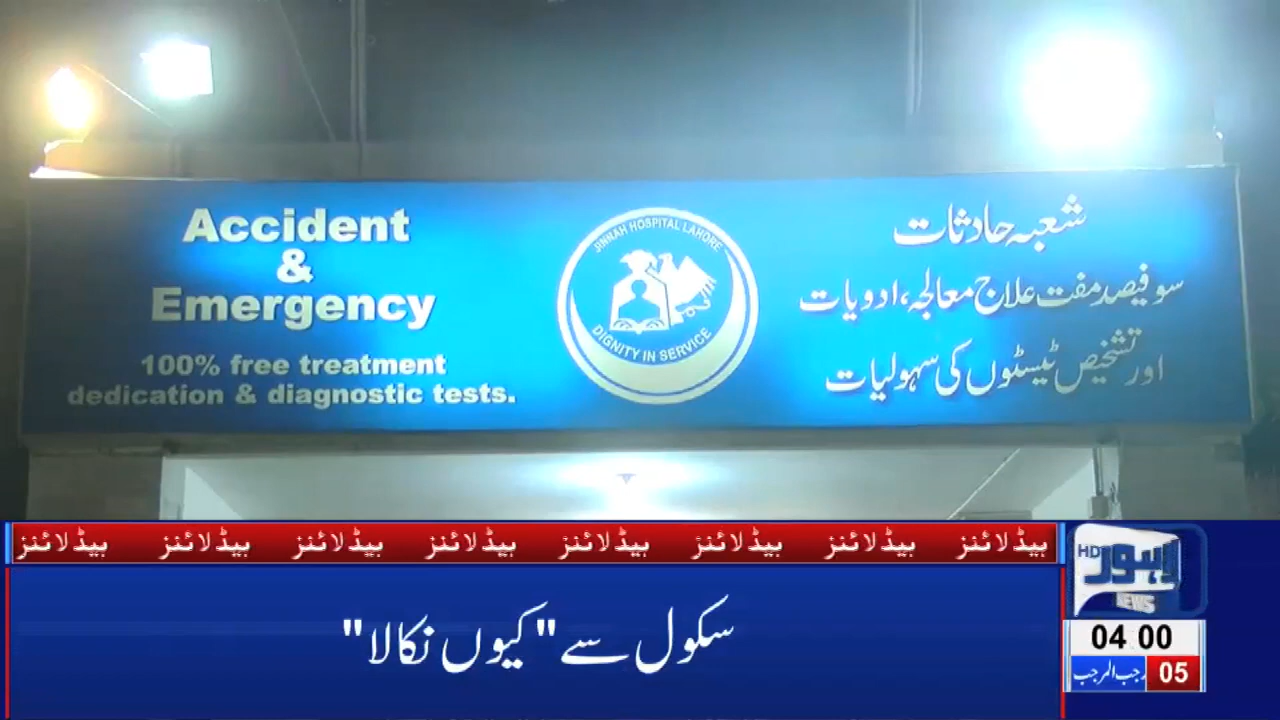 Accident
&
Emergency
100% free treatment
dedication & diagnostic tests.
JINNAH HOSPITAL LAHORE
DIGNITY IN SERVICE
شعبہ حادثات
سو فیصد مفت علاج معالجہ، ادویات
اور تشخیص ٹیسٹوں کی سہولیات
ہیڈلائنز ہیڈلائنز ہیڈلائنز ہیڈلائنز ہیڈلائنز ہیڈلائنز ہیڈلائنز ہیڈلائنز
سکول سے "کیوں نکالا"
HD لاہور
NEWS
04 00
05 رجب المرجب